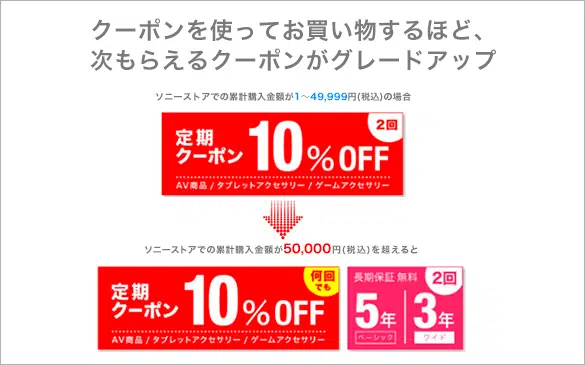 クーポンを使ってお買い物するほど、
次もらえるクーポンがグレードアップ
ソニーストアでの累計購入金額が1～49,999円(税込)の場合
2回
定期
クーポン
10%OFF
AV商品 / タブレットアクセサリー / ゲームアクセサリー
ソニーストアでの累計購入金額が50,000円(税込)を超えると
何回
でも
定期
クーポン
10%OFF
AV商品 / タブレットアクセサリー / ゲームアクセサリー
長期保証 無料
2回
5年
ベーシック
3年
ワイド